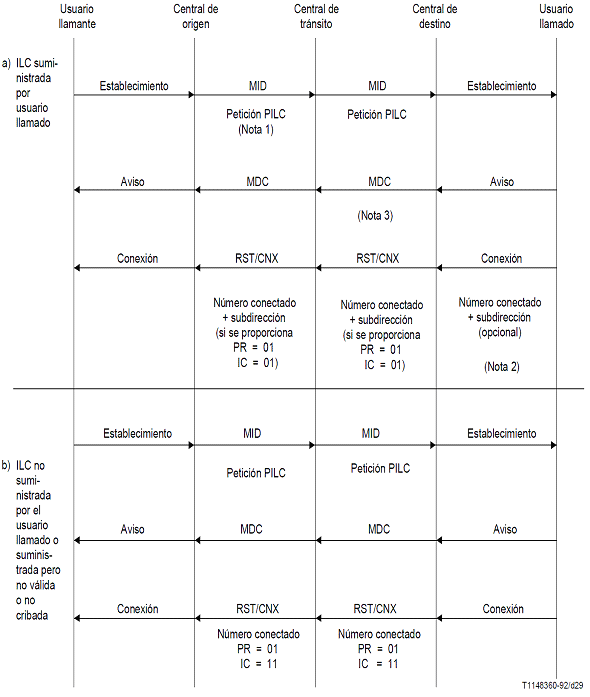 Usuario Central de Central de Central de Usuario
llamante origen tránsito destino llamado
a) ILC sumi-
nistrada
por
usuario
llamado
Establecimiento MID MID Establecimiento
Petición PILC Petición PILC
(Nota 1)
Aviso MDC MDC Aviso
(Nota 3)
Conexión RST/CNX RST/CNX Conexión
Número conectado Número conectado Número conectado
+ subdirección + subdirección + subdirección
(si se proporciona (si se proporciona (opcional)
PR = 01 PR = 01
IC = 01) IC = 01) (Nota 2)
Establecimiento MID MID Establecimiento
b) ILC no
sumi-
nistrada
por el
usuario
llamado o
suminis-
trada pero
no válida
o no
cribada
Petición PILC Petición PILC
Aviso MDC MDC Aviso
Conexión RST/CNX RST/CNX Conexión
Número conectado Número conectado
PR = 01 PR = 01
IC = 11 IC = 11
T1148360-92/d29